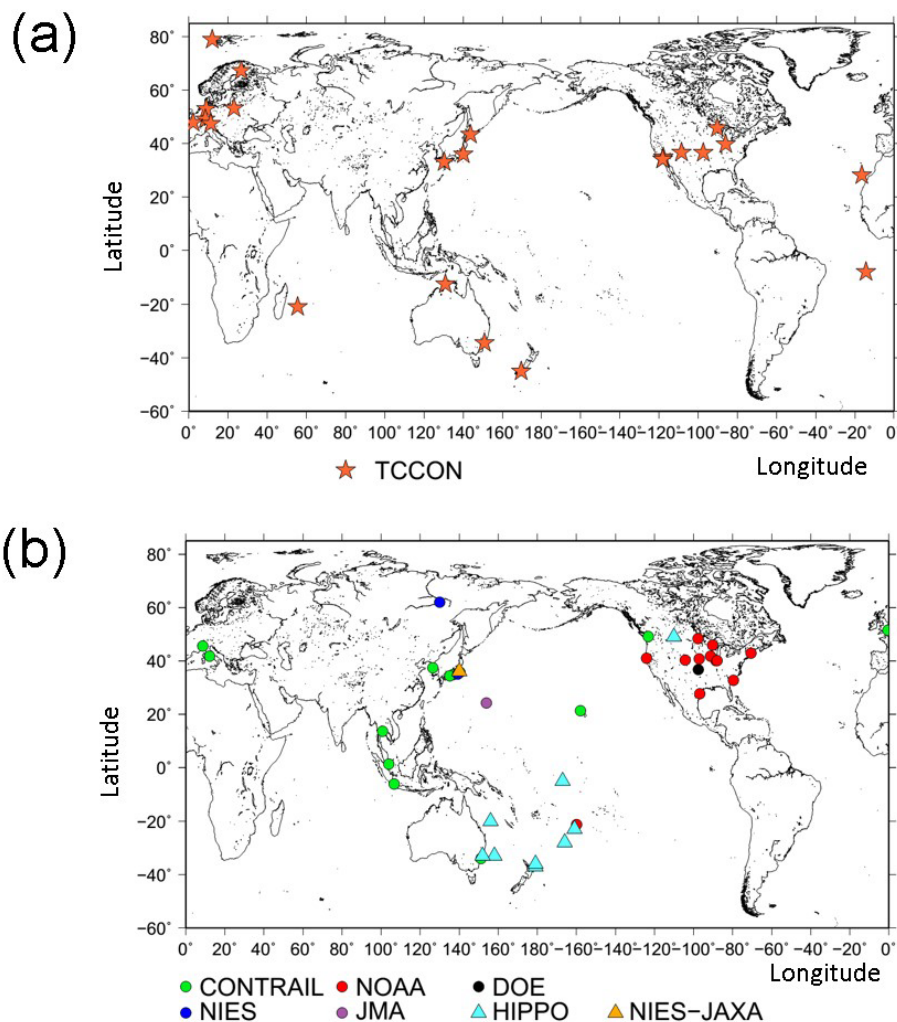 (a)
80°
60°
40°
20°
0°
−20°
−40°
−60°
Latitude
0° 20° 40° 60° 80° 100° 120° 140° 160° 180°−160°−140°−120°−100° −80° −60° −40° −20° 0°
TCCON
Longitude
(b)
80°
60°
40°
20°
0°
−20°
−40°
−60°
Latitude
0° 20° 40° 60° 80° 100° 120° 140° 160° 180°−160°−140°−120°−100° −80° −60° −40° −20° 0°
Longitude
CONTRAIL NOAA DOE
NIES JMA HIPPO NIES−JAXA